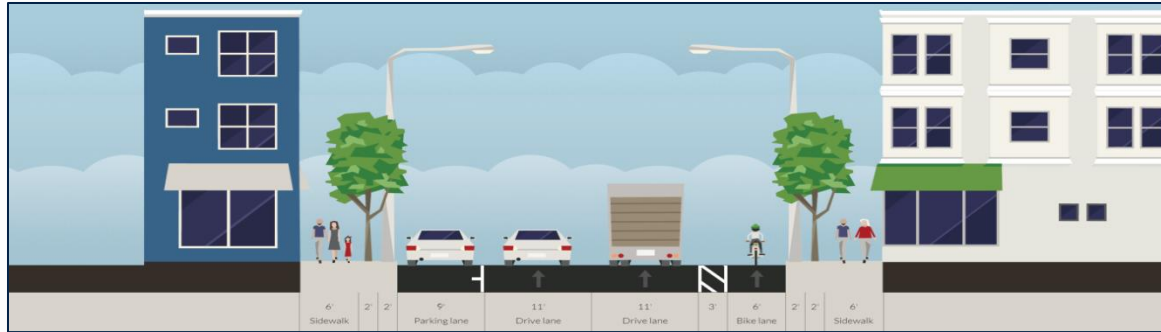 6' 2' 2' 9' 11' 11' 3' 6' 2' 2' 6'
Sidewalk Parking lane Drive lane Drive lane Bike lane Sidewalk